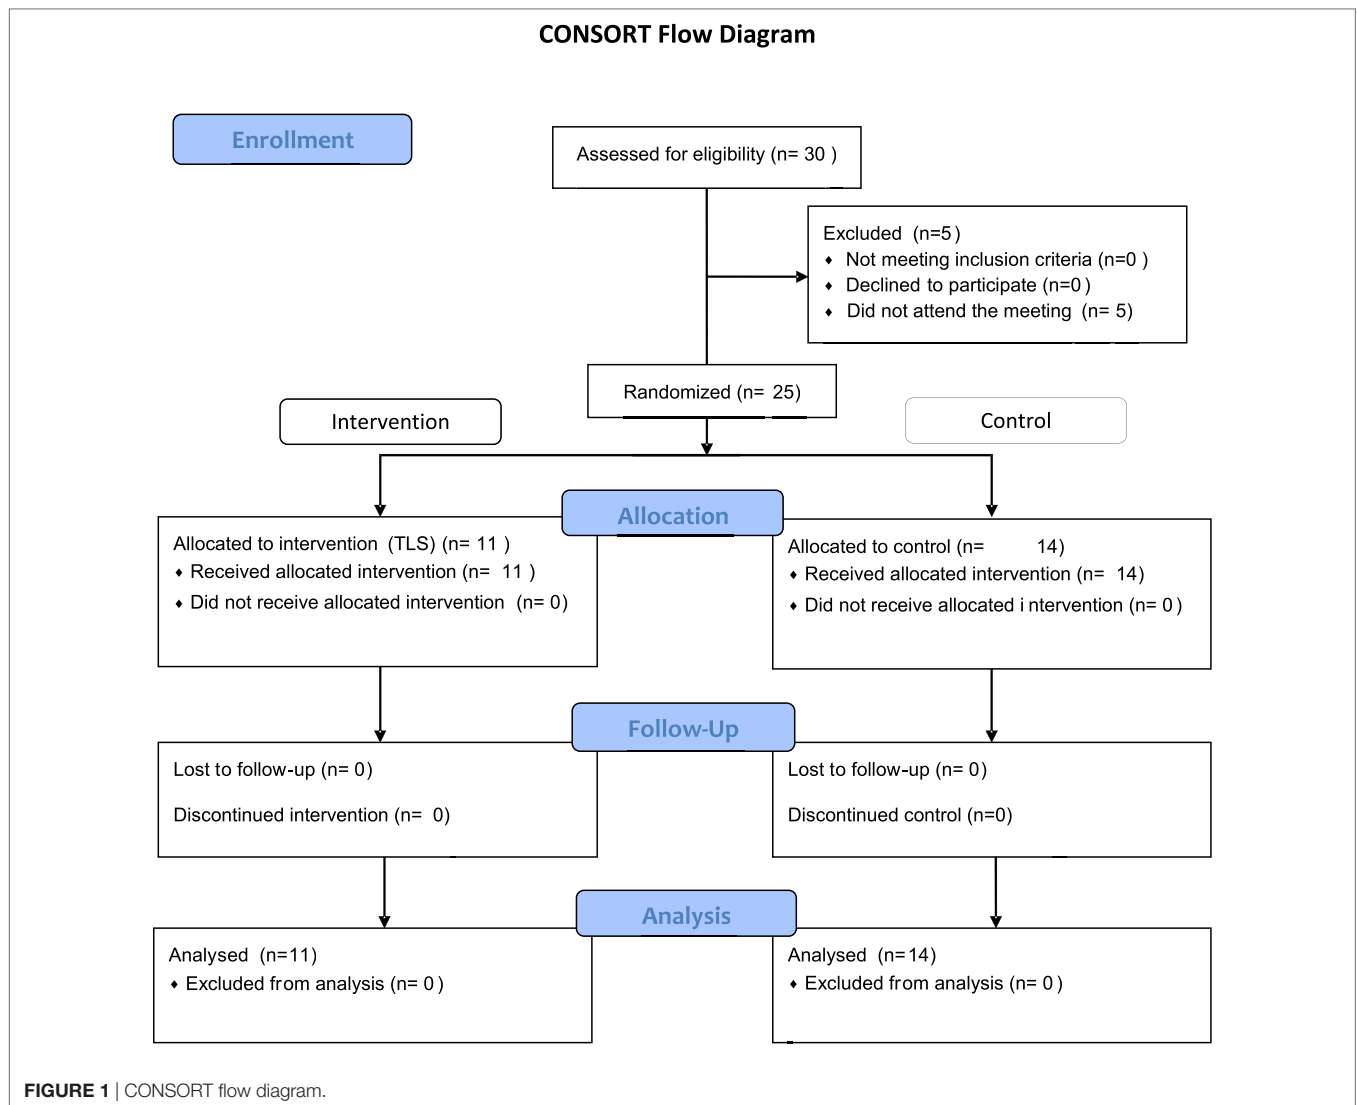 CONSORT Flow Diagram
Enrollment
Assessed for eligibility (n= 30 )
Excluded (n=5)
♦ Not meeting inclusion criteria (n=0 )
♦ Declined to participate (n=0)
♦ Did not attend the meeting (n= 5)
Randomized (n= 25)
Intervention
Control
Allocation
Allocated to intervention (TLS) (n= 11 )
♦ Received allocated intervention (n= 11 )
♦ Did not receive allocated intervention (n= 0)
Allocated to control (n= 14)
♦ Received allocated intervention (n= 14)
♦ Did not receive allocated i ntervention (n= 0 )
Follow-Up
Lost to follow-up (n= 0)
Discontinued intervention (n= 0)
Lost to follow-up (n= 0)
Discontinued control (n=0)
Analysis
Analysed (n=11)
♦ Excluded from analysis (n= 0 )
Analysed (n=14)
♦ Excluded from analysis (n= 0 )
FIGURE 1 | CONSORT flow diagram.